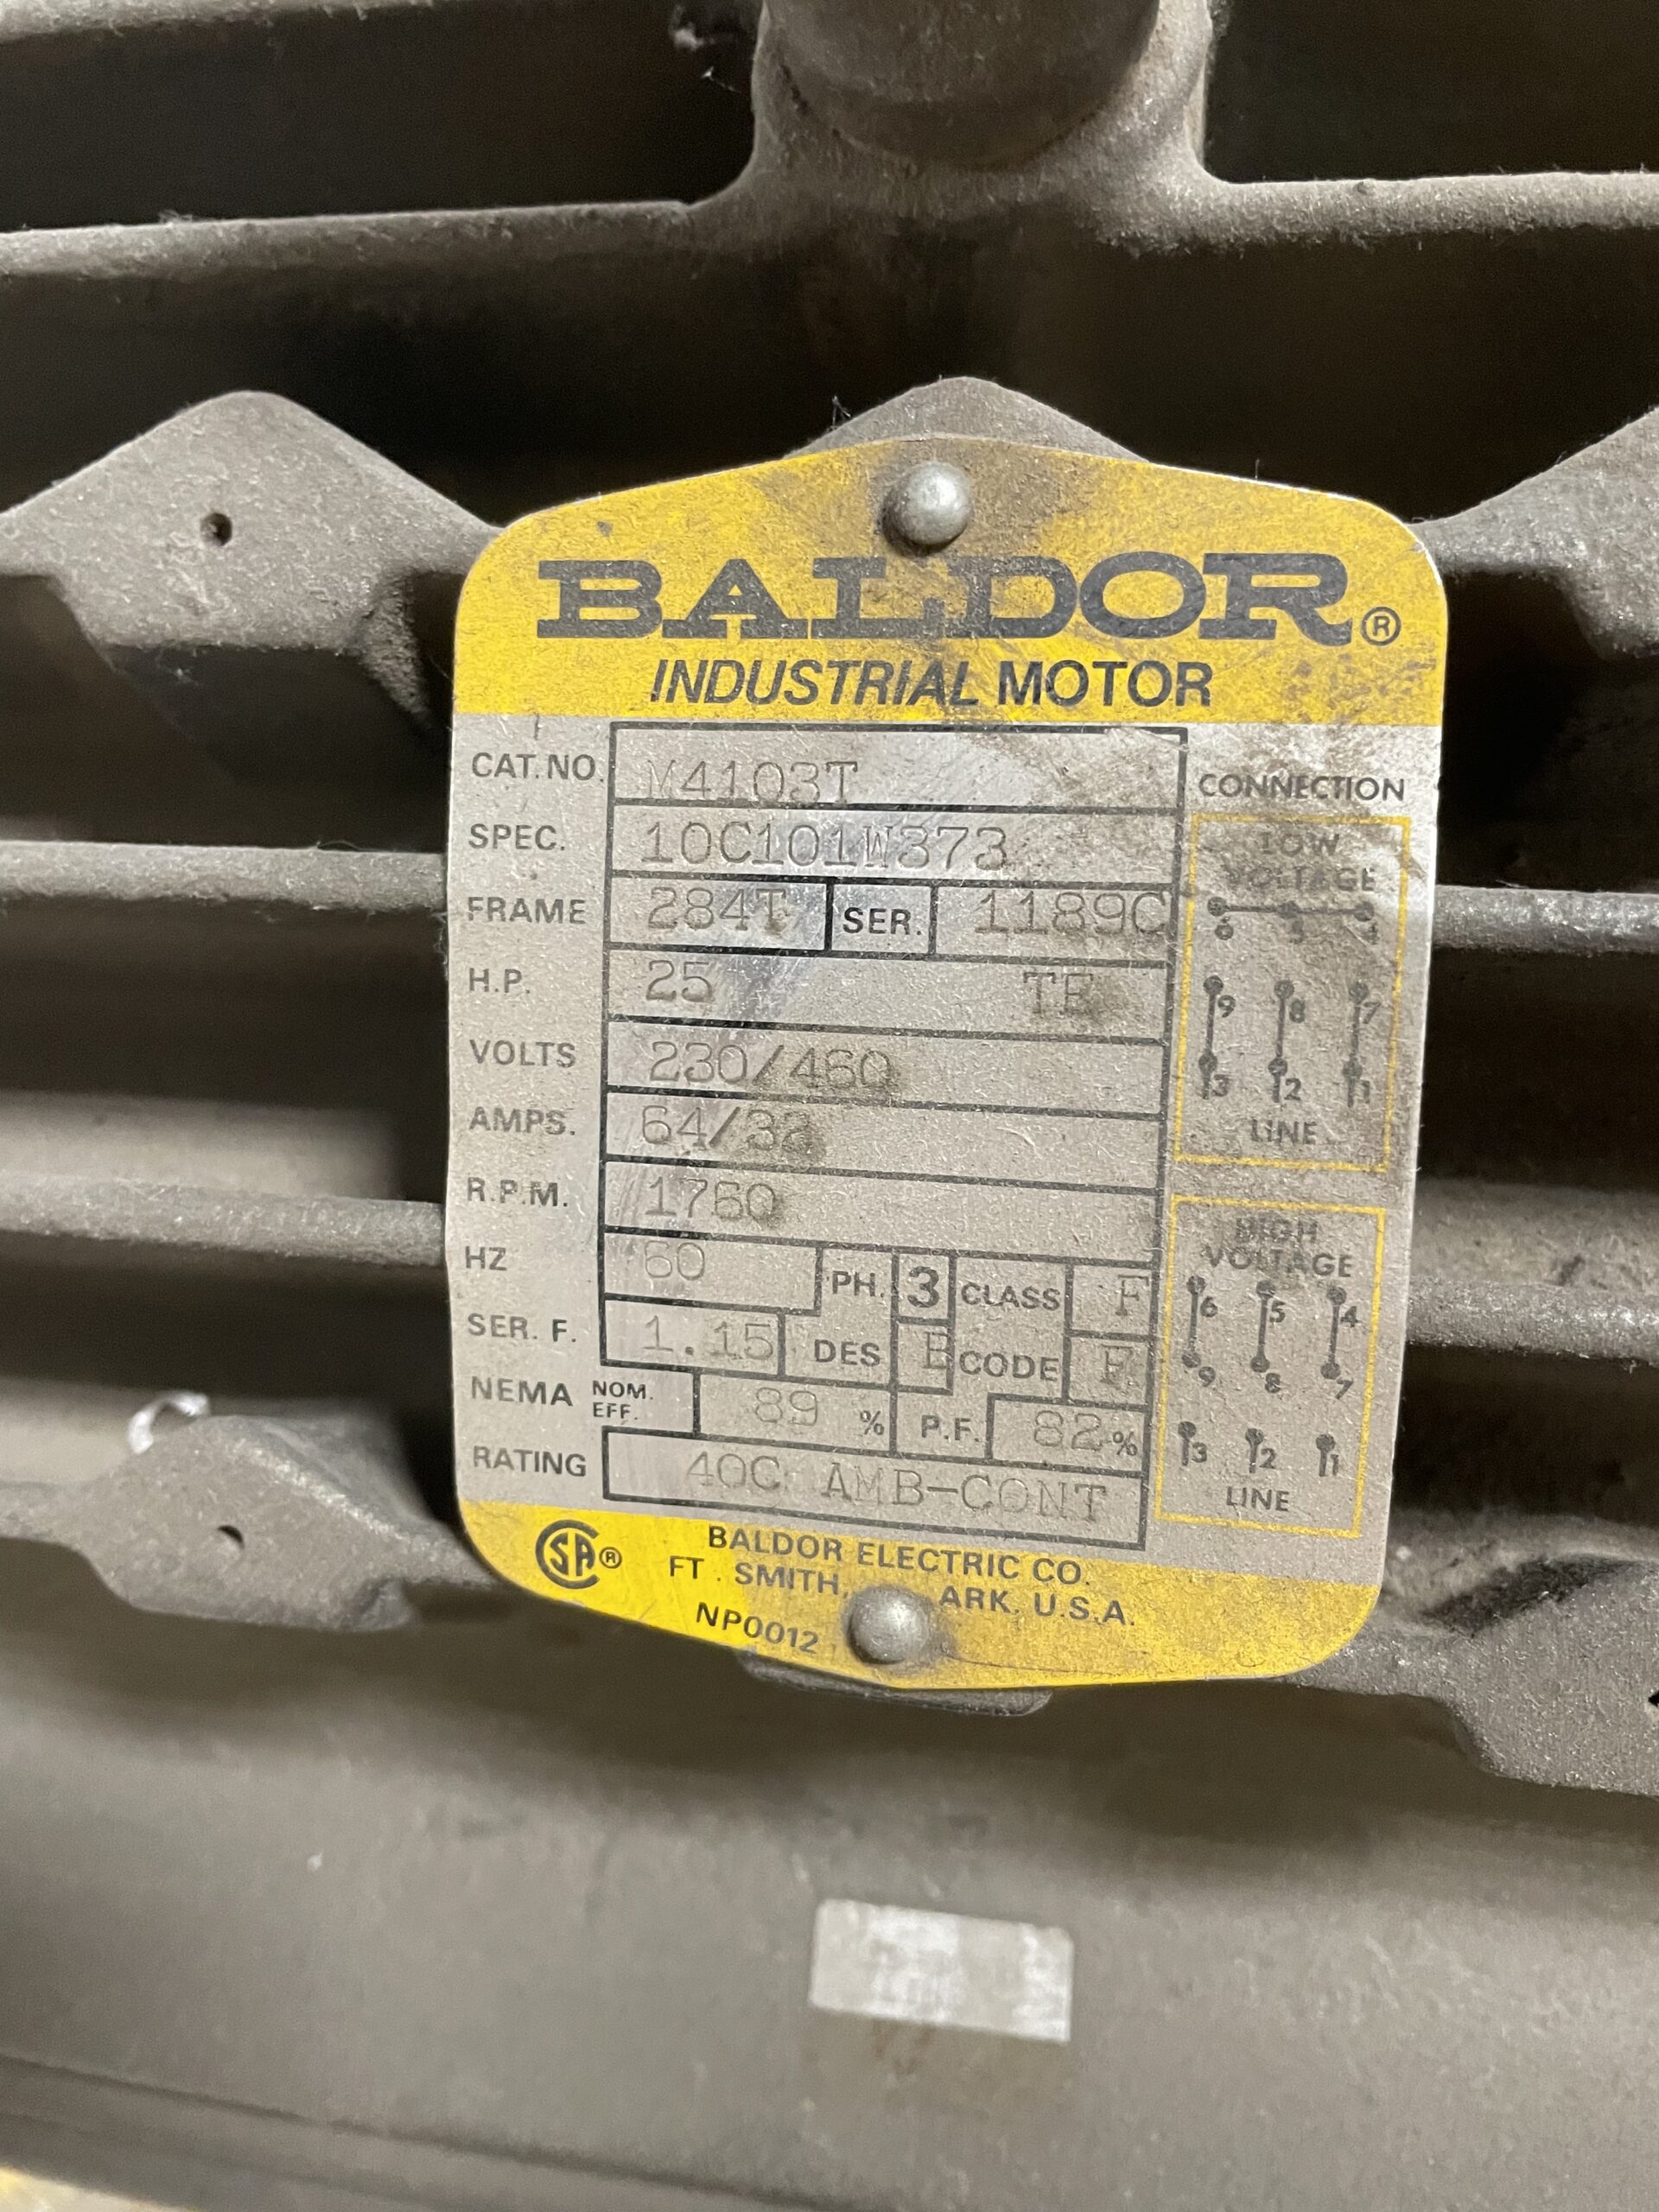 BALDOR®
INDUSTRIAL MOTOR
CAT. NO. M4103T
SPEC. 10C101W373
FRAME 284T SER. 1189C
H.P. 25 TE
VOLTS 230/460
AMPS. 64/32
R.P.M. 1760
HZ 60 PH. 3 CLASS F
SER. F. 1.15 DES B CODE F
NEMA NOM. EFF. 89 % P.F. 82 %
RATING 40C AMB-CONT
CONNECTION
LOW
VOLTAGE
6 5 4
9 8 7
3 2 1
LINE
HIGH
VOLTAGE
6 5 4
9 8 7
3 2 1
LINE
SA®
BALDOR ELECTRIC CO.
FT. SMITH, ARK. U.S.A.
NP0012